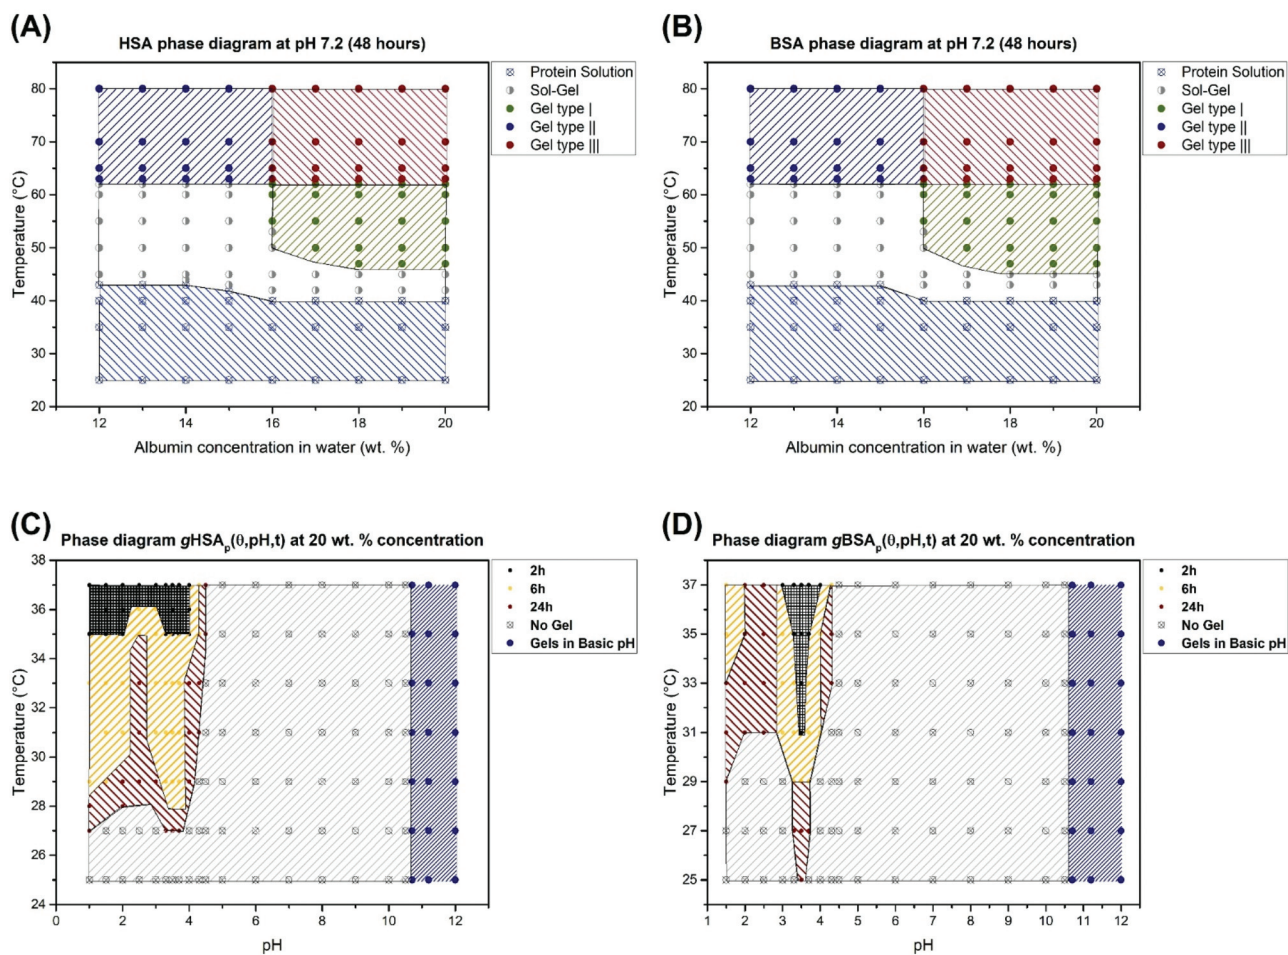 (A)
HSA phase diagram at pH 7.2 (48 hours)
Protein Solution
Sol-Gel
Gel type |
Gel type ||
Gel type |||
80
70
60
50
40
30
20
Temperature (°C)
12
14
16
18
20
Albumin concentration in water (wt. %)
(B)
BSA phase diagram at pH 7.2 (48 hours)
Protein Solution
Sol-Gel
Gel type |
Gel type ||
Gel type |||
80
70
60
50
40
30
20
Temperature (°C)
12
14
16
18
20
Albumin concentration in water (wt. %)
(C)
Phase diagram gHSAp(θ,pH,t) at 20 wt. % concentration
2h
6h
24h
No Gel
Gels in Basic pH
38
36
34
32
30
28
26
24
Temperature (°C)
0
2
4
6
8
10
12
pH
(D)
Phase diagram gBSAp(θ,pH,t) at 20 wt. % concentration
2h
6h
24h
No Gel
Gels in Basic pH
37
35
33
31
29
27
25
Temperature (°C)
1
2
3
4
5
6
7
8
9
10
11
12
pH